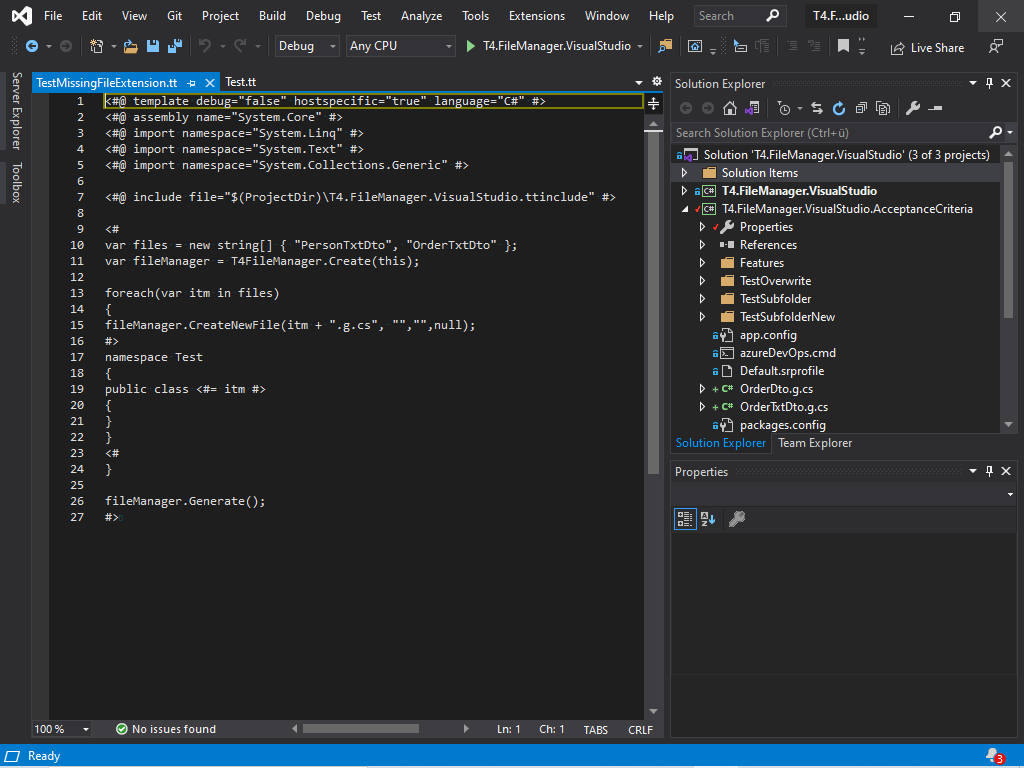 File Edit View Git Project Build Debug Test Analyze Tools Extensions Window Help Search T4.F...udio
Debug Any CPU T4.FileManager.VisualStudio Live Share
Server Explorer
Toolbox
TestMissingFileExtension.tt Test.tt
1 <#@ template debug="false" hostspecific="true" language="C#" #>
2 <#@ assembly name="System.Core" #>
3 <#@ import namespace="System.Linq" #>
4 <#@ import namespace="System.Text" #>
5 <#@ import namespace="System.Collections.Generic" #>
6
7 <#@ include file="$(ProjectDir)\T4.FileManager.VisualStudio.ttinclude" #>
8
9 <#
10 var files = new string[] { "PersonTxtDto", "OrderTxtDto" };
11 var fileManager = T4FileManager.Create(this);
12
13 foreach(var itm in files)
14 {
15 fileManager.CreateNewFile(itm + ".g.cs", "","",null);
16 #>
17 namespace Test
18 {
19 public class <#= itm #>
20 {
21 }
22 }
23 <#
24 }
25
26 fileManager.Generate();
27 #>
100 % No issues found Ln: 1 Ch: 1 TABS CRLF
Solution Explorer
Search Solution Explorer (Ctrl+ü)
Solution 'T4.FileManager.VisualStudio' (3 of 3 projects)
Solution Items
C# T4.FileManager.VisualStudio
C# T4.FileManager.VisualStudio.AcceptanceCriteria
Properties
References
Features
TestOverwrite
TestSubfolder
TestSubfolderNew
app.config
azureDevOps.cmd
Default.srprofile
+ C# OrderDto.g.cs
+ C# OrderTxtDto.g.cs
packages.config
Solution Explorer Team Explorer
Properties
Ready 3